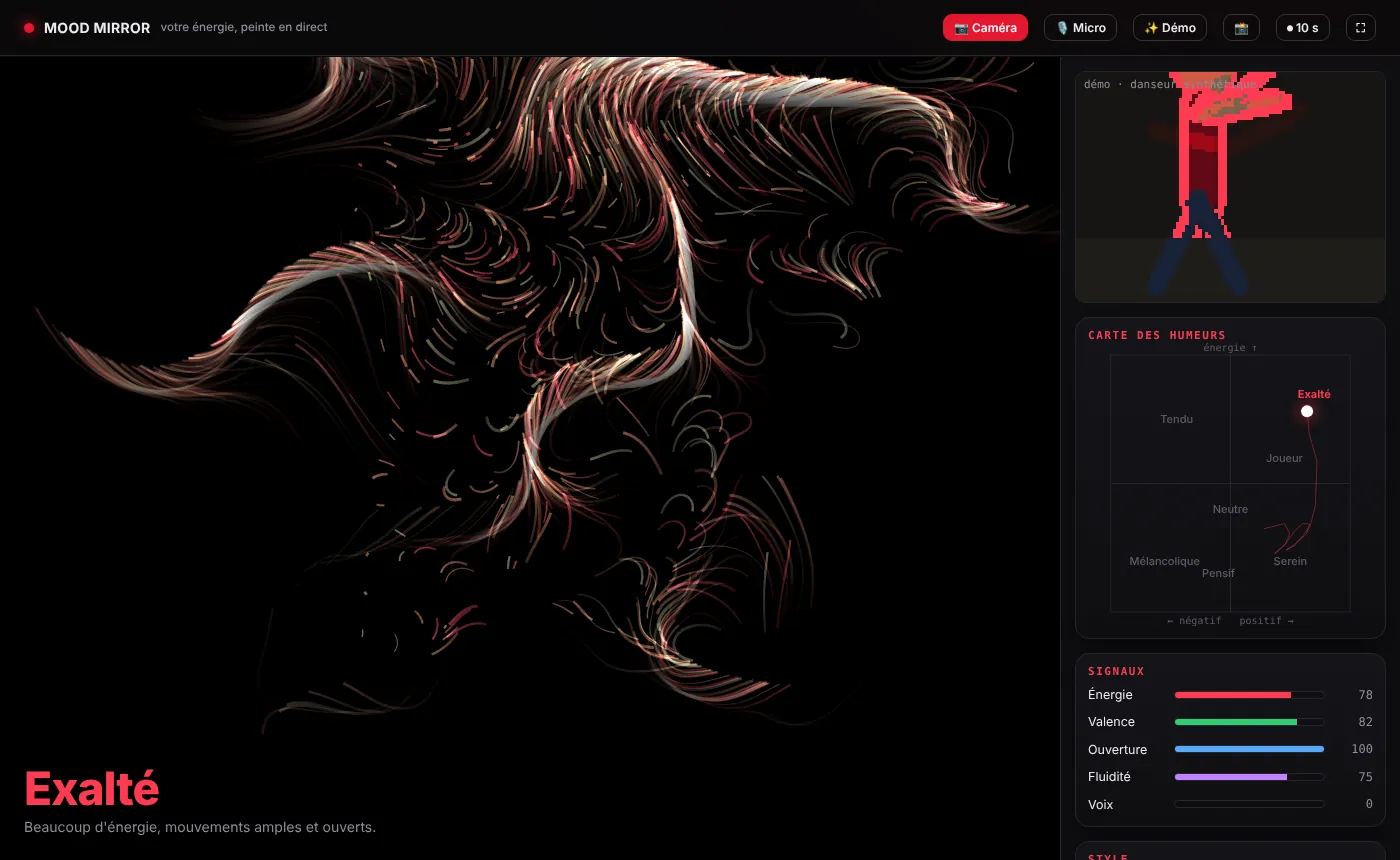 MOOD MIRROR votre énergie, peinte en direct
📷 Caméra
🎙️ Micro
✨ Démo
📸
● 10 s
démo · danseur synthétique
CARTE DES HUMEURS
énergie ↑
Exalté
Tendu
Joueur
Neutre
Mélancolique
Serein
Pensif
← négatif positif →
SIGNAUX
Énergie 78
Valence 82
Ouverture 100
Fluidité 75
Voix 0
STYLE
Exalté
Beaucoup d'énergie, mouvements amples et ouverts.